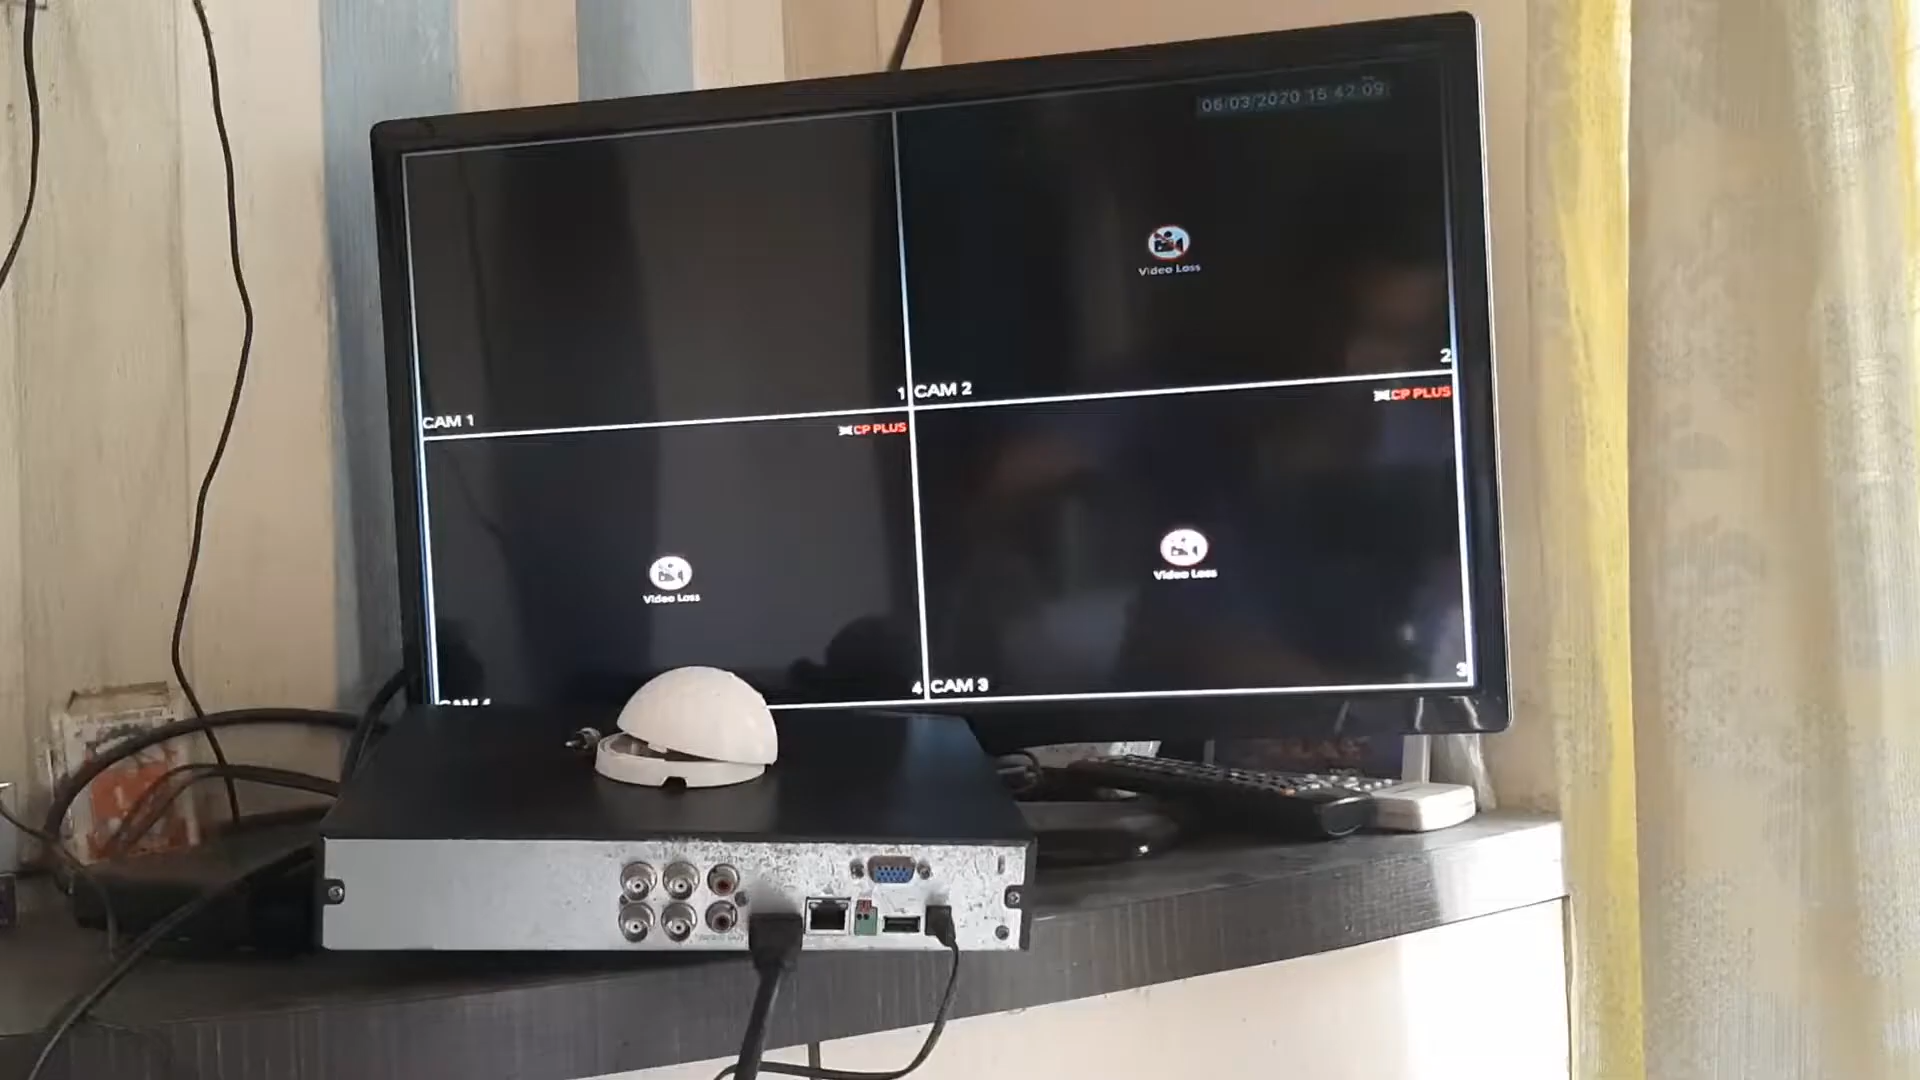 06/03/2020 15:42:09
Video Loss
CAM 1
1
CAM 2
2
CP PLUS
CP PLUS
Video Loss
Video Loss
4
CAM 3
3